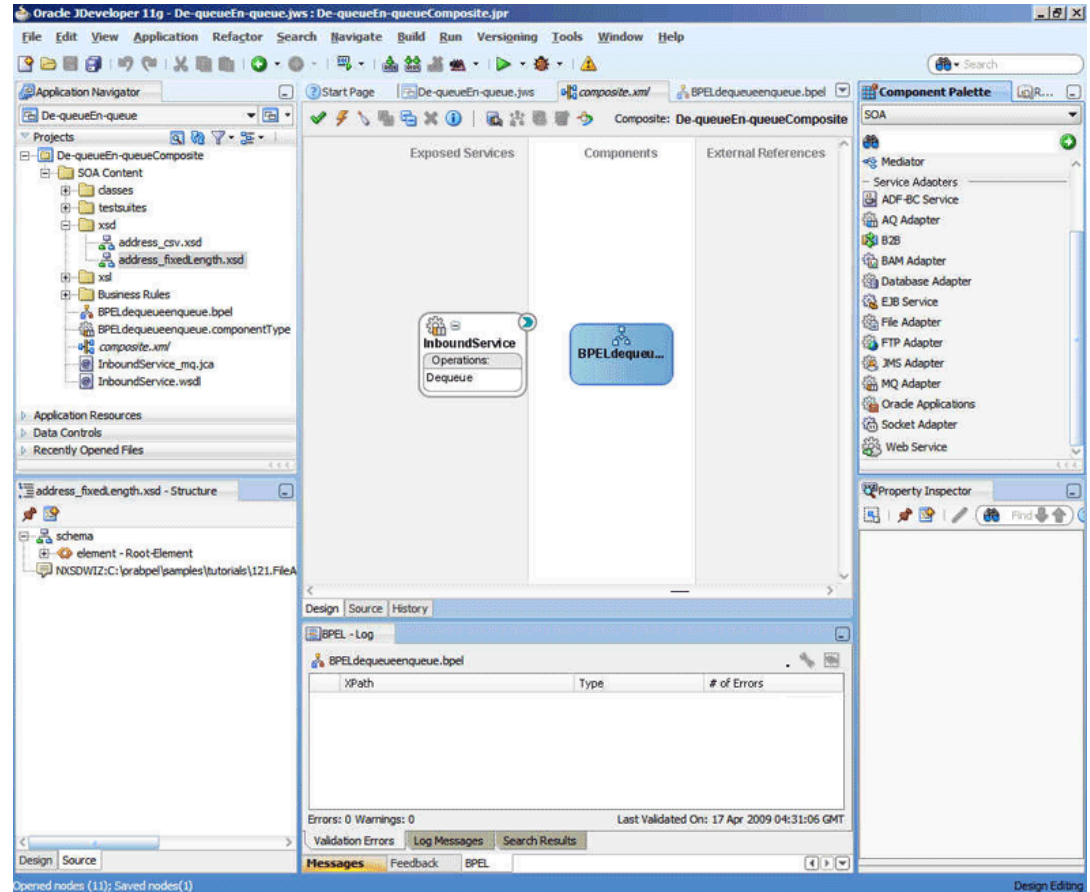 Oracle JDeveloper 11g - De-queueEn-queue.jws : De-queueEn-queueComposite.jpr
File Edit View Application Refactor Search Navigate Build Run Versioning Tools Window Help
Search
Application Navigator
De-queueEn-queue
Projects
De-queueEn-queueComposite
SOA Content
classes
testsuites
xsd
address_csv.xsd
address_fixedLength.xsd
xsl
Business Rules
BPELdequeueenqueue.bpel
BPELdequeueenqueue.componentType
composite.xml
InboundService_mq.jca
InboundService.wsdl
Application Resources
Data Controls
Recently Opened Files
address_fixedLength.xsd - Structure
schema
element - Root-Element
NXSDWIZ:C:\orabpel\samples\tutorials\121.FileA
Design Source
Start Page De-queueEn-queue.jws composite.xml BPELdequeueenqueue.bpel
Composite: De-queueEn-queueComposite
Exposed Services Components External References
InboundService
Operations:
Dequeue
BPELdequeu...
Design Source History
BPEL - Log
BPELdequeueenqueue.bpel
XPath Type # of Errors
Errors: 0 Warnings: 0 Last Validated On: 17 Apr 2009 04:31:06 GMT
Validation Errors Log Messages Search Results
Messages Feedback BPEL
Component Palette R...
SOA
Mediator
Service Adapters
ADF-BC Service
AQ Adapter
B2B
BAM Adapter
Database Adapter
EJB Service
File Adapter
FTP Adapter
JMS Adapter
MQ Adapter
Oracle Applications
Socket Adapter
Web Service
Property Inspector
Find
Opened nodes (11); Saved nodes(1) Design Editing